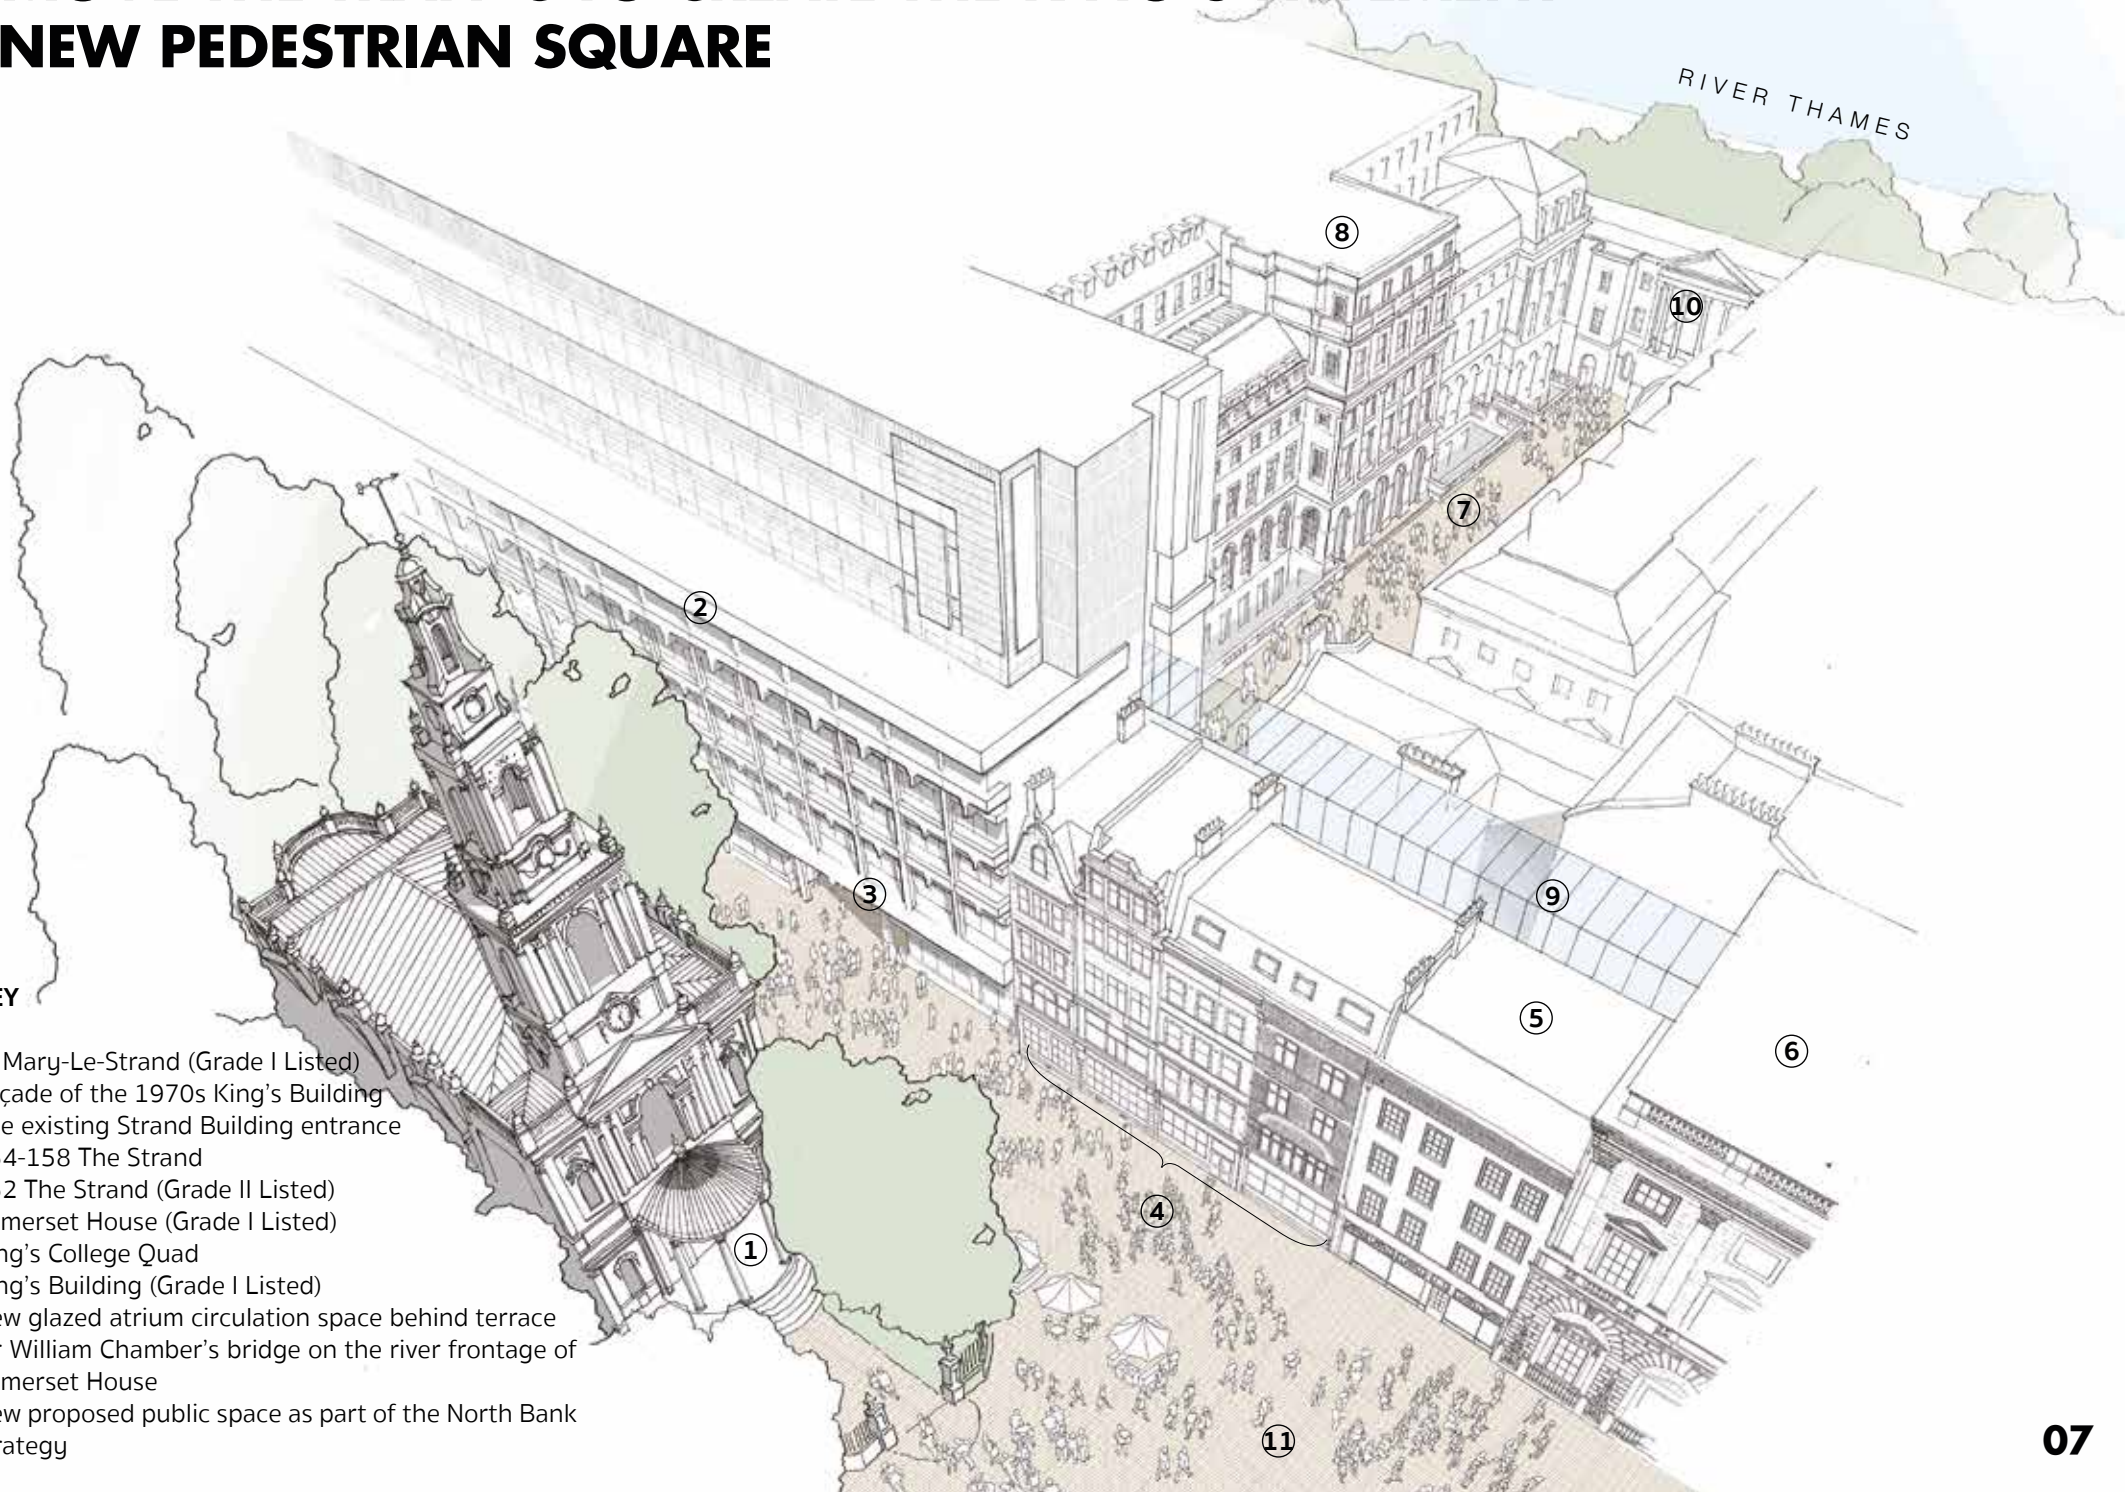 NEW PEDESTRIAN SQUARE
RIVER THAMES
8
10
7
2
3
9
5
6
4
1
11
EY
Mary-Le-Strand (Grade I Listed)
çade of the 1970s King's Building
e existing Strand Building entrance
4-158 The Strand
2 The Strand (Grade II Listed)
merset House (Grade I Listed)
ng's College Quad
ng's Building (Grade I Listed)
ew glazed atrium circulation space behind terrace
r William Chamber's bridge on the river frontage of
merset House
ew proposed public space as part of the North Bank
rategy
07